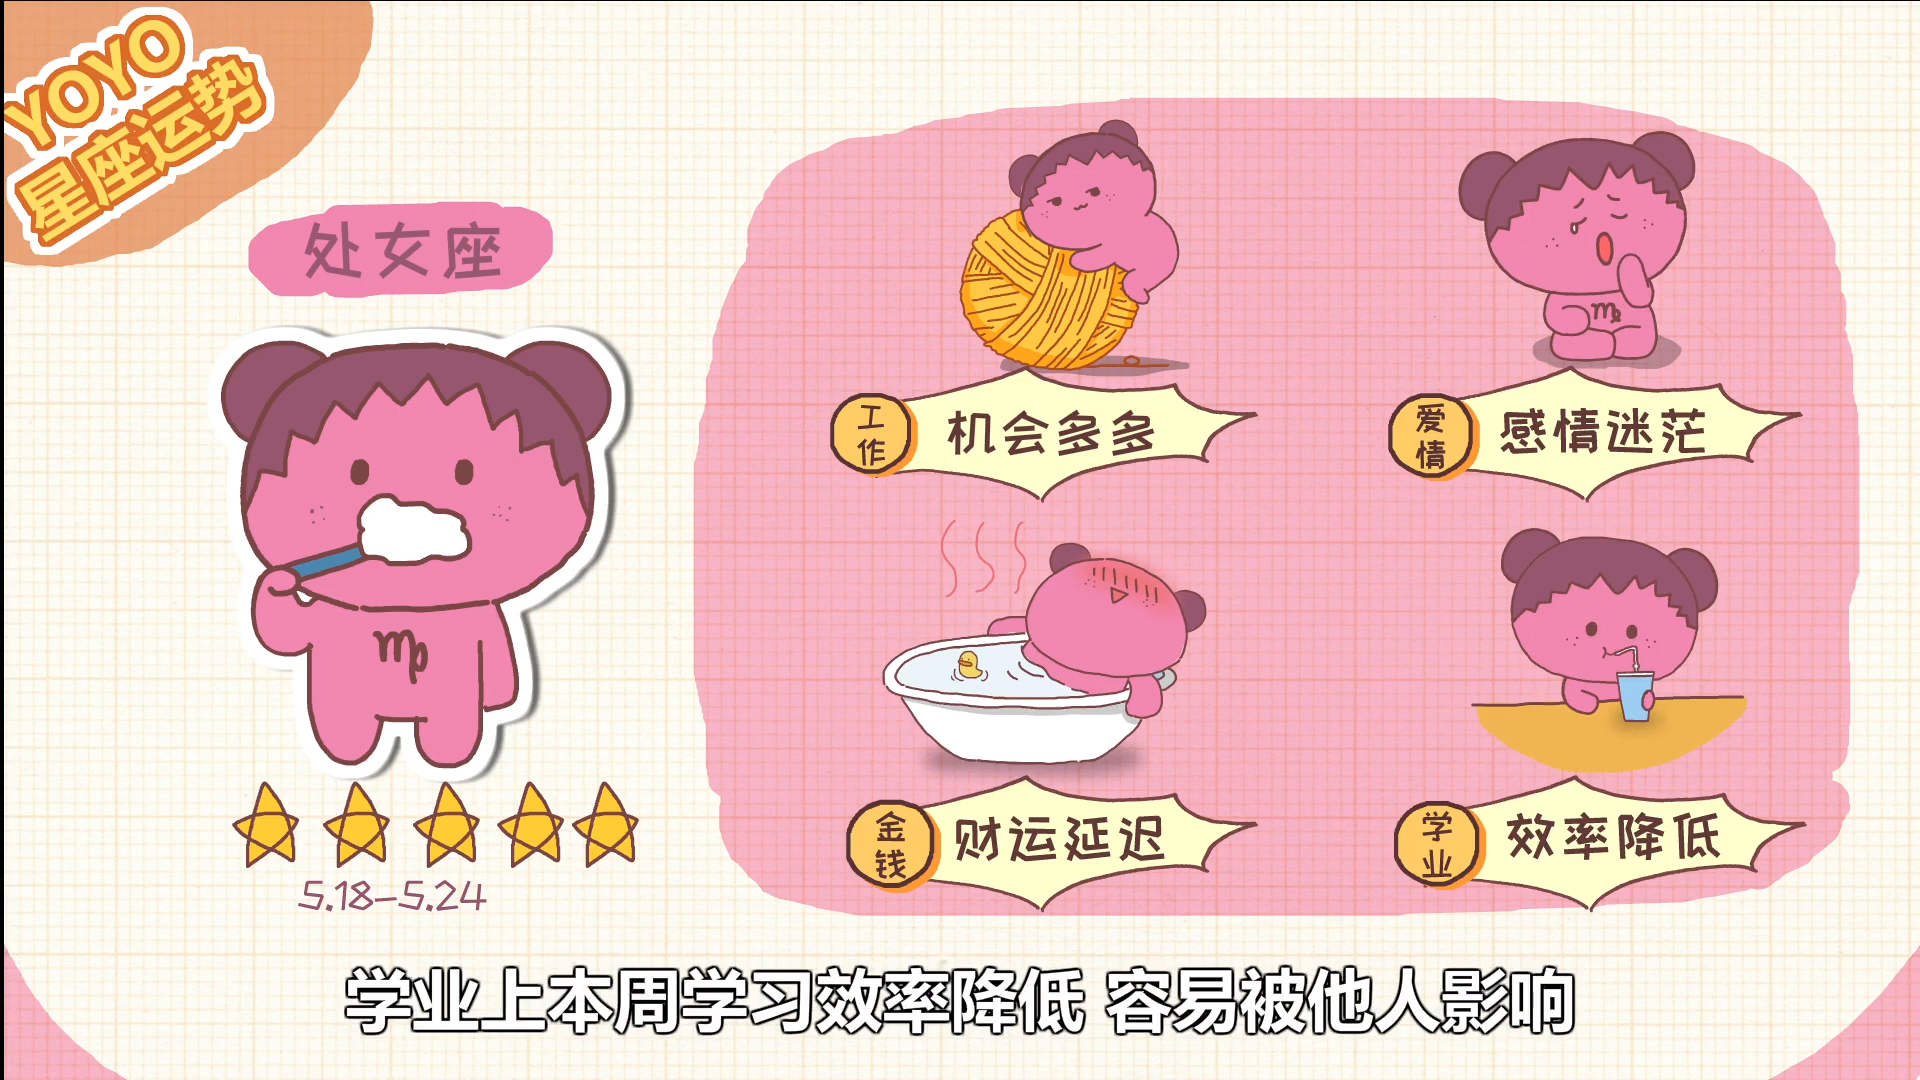 YOYO
星座运势
处女座
工作
机会多多
爱情
感情迷茫
金钱
财运延迟
学业
效率降低
5.18-5.24
学业上本周学习效率降低 容易被他人影响